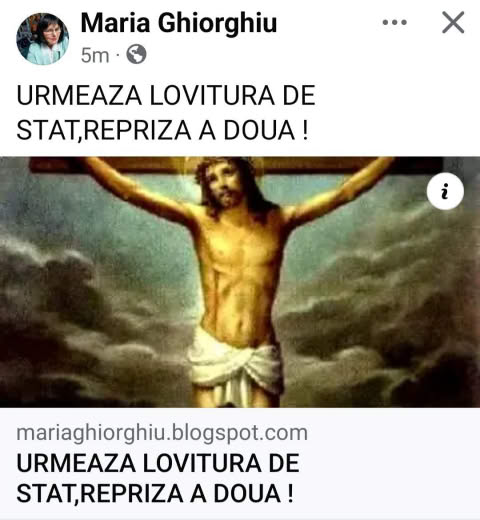 Maria Ghiorghiu
5m ·
URMEAZA LOVITURA DE
STAT,REPRIZA A DOUA !
i
mariaghiorghiu.blogspot.com
URMEAZA LOVITURA DE
STAT,REPRIZA A DOUA !